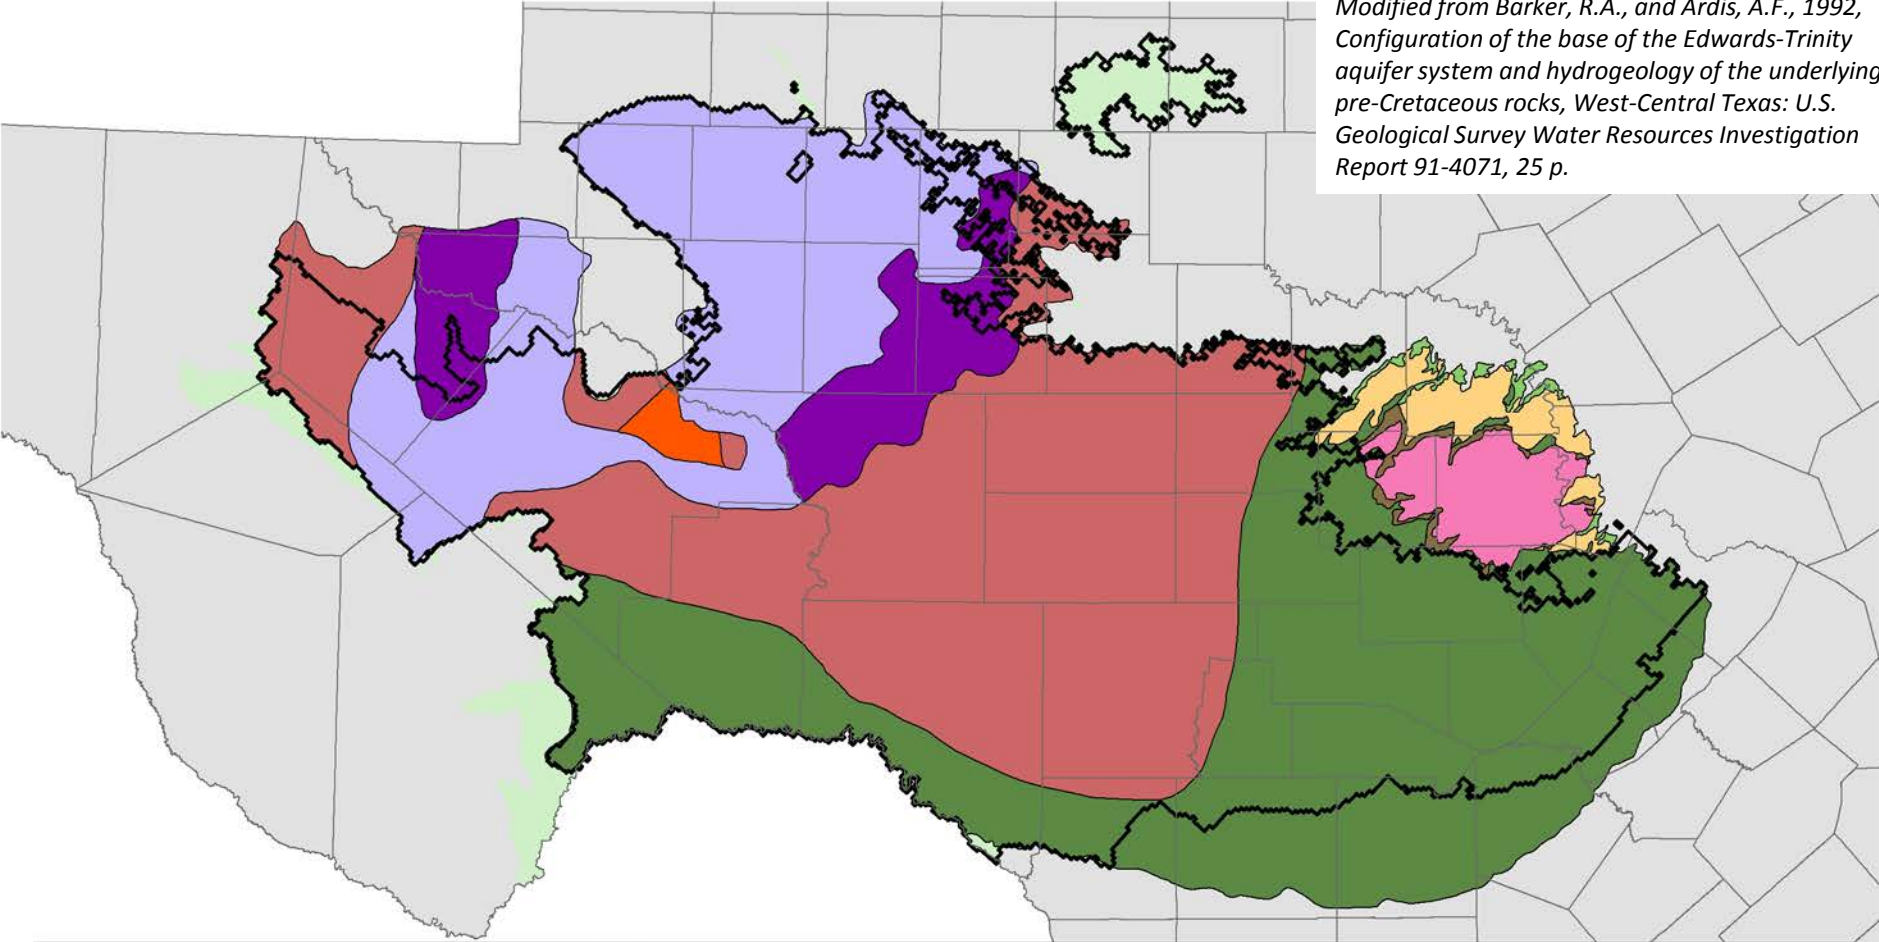 Modified from Barker, R.A., and Ardis, A.F., 1992,
Configuration of the base of the Edwards-Trinity
aquifer system and hydrogeology of the underlying
pre-Cretaceous rocks, West-Central Texas: U.S.
Geological Survey Water Resources Investigation
Report 91-4071, 25 p.